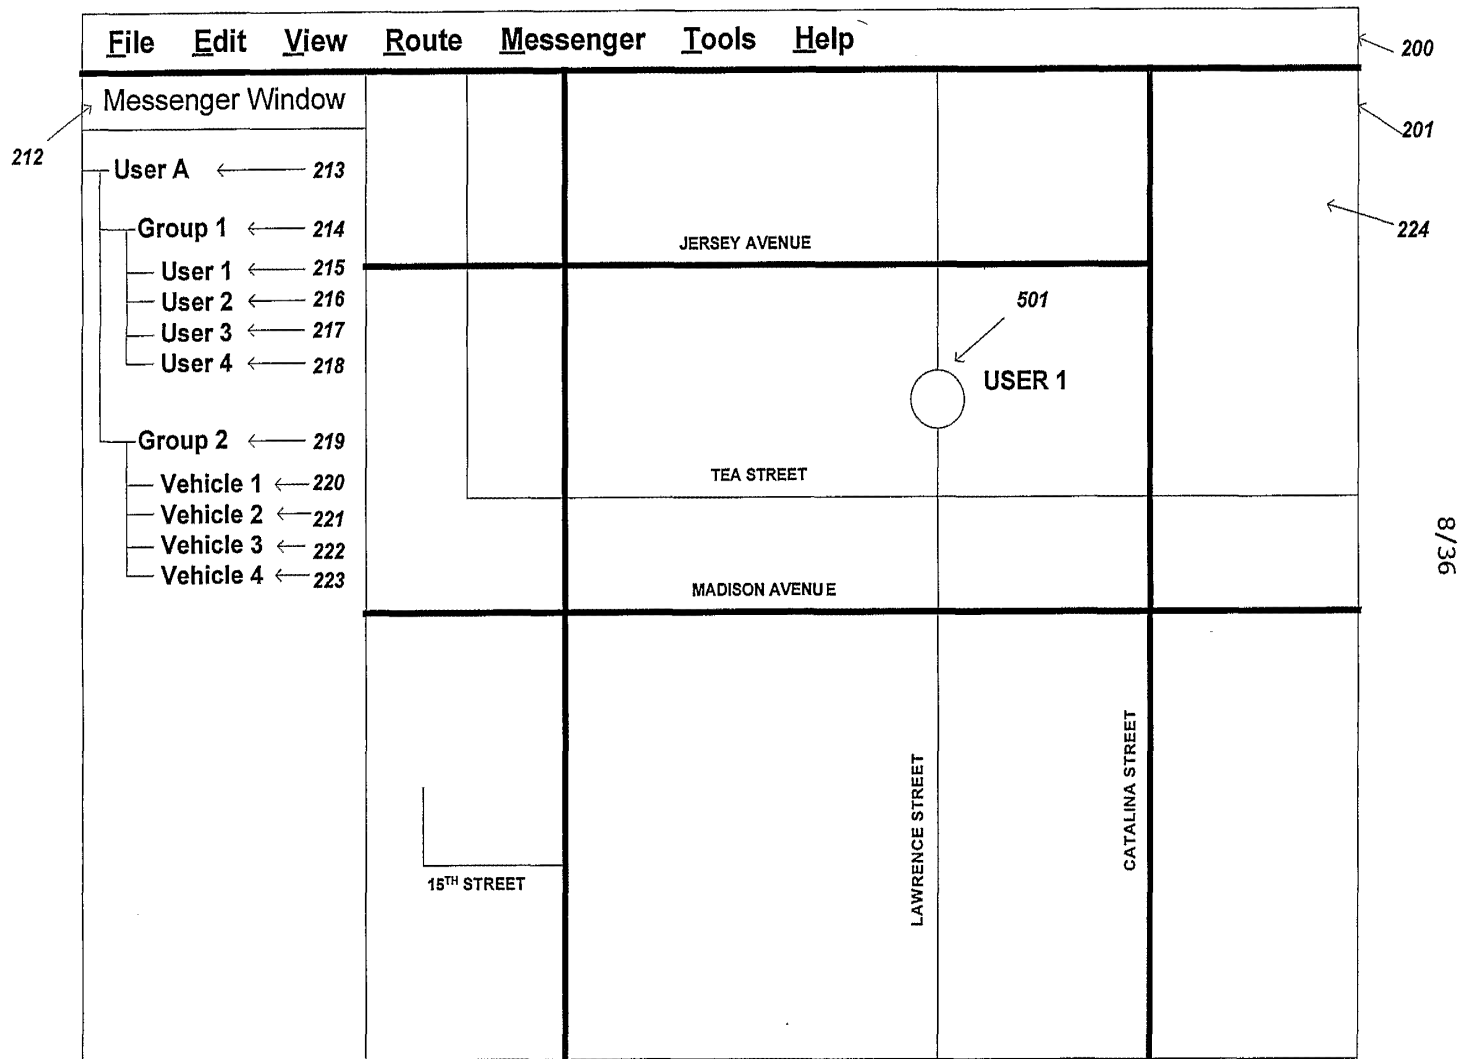 File Edit View Route Messenger Tools Help
200
Messenger Window
201
212
User A 213
Group 1 214
224
JERSEY AVENUE
User 1 215
User 2 216
501
User 3 217
User 4 218
USER 1
Group 2 219
TEA STREET
Vehicle 1 220
Vehicle 2 221
Vehicle 3 222
Vehicle 4 223
8/36
MADISON AVENUE
LAWRENCE STREET
CATALINA STREET
15TH STREET